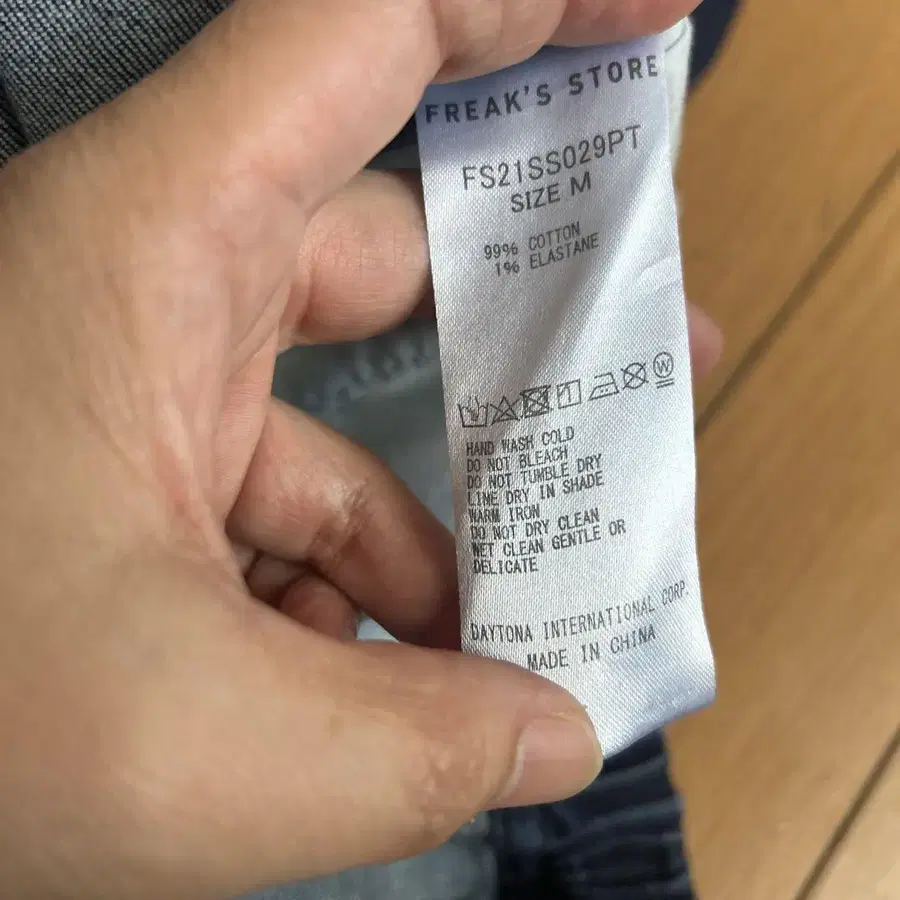 FREAK'S STORE
FS21SS029PT
SIZE M
99% COTTON
1% ELASTANE
W
HAND WASH COLD
DO NOT BLEACH
DO NOT TUMBLE DRY
LINE DRY IN SHADE
WARM IRON
DO NOT DRY CLEAN
WET CLEAN GENTLE OR
DELICATE
DAYTONA INTERNATIONAL CORP.
MADE IN CHINA